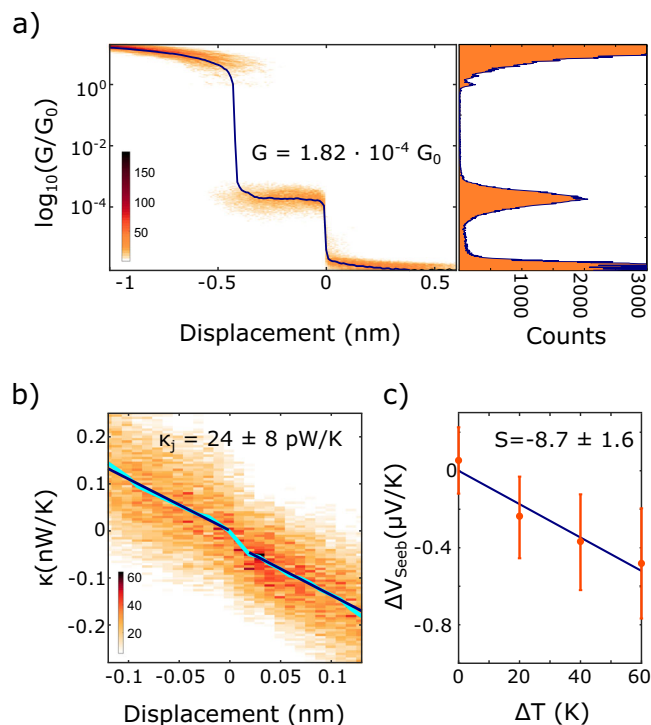 a)
log₁₀(G/G₀)
10⁰
10⁻²
10⁻⁴
150
100
50
G = 1.82 · 10⁻⁴ G₀
-1
-0.5
0
0.5
Displacement (nm)
1000
2000
3000
Counts
b)
κ(nW/K)
0.2
0.1
0
-0.1
-0.2
κⱼ = 24 ± 8 pW/K
60
40
20
-0.1
-0.05
0
0.05
0.1
Displacement (nm)
c)
ΔV_Seeb(μV/K)
0
-0.4
-0.8
S=-8.7 ± 1.6
0
20
40
60
ΔT (K)